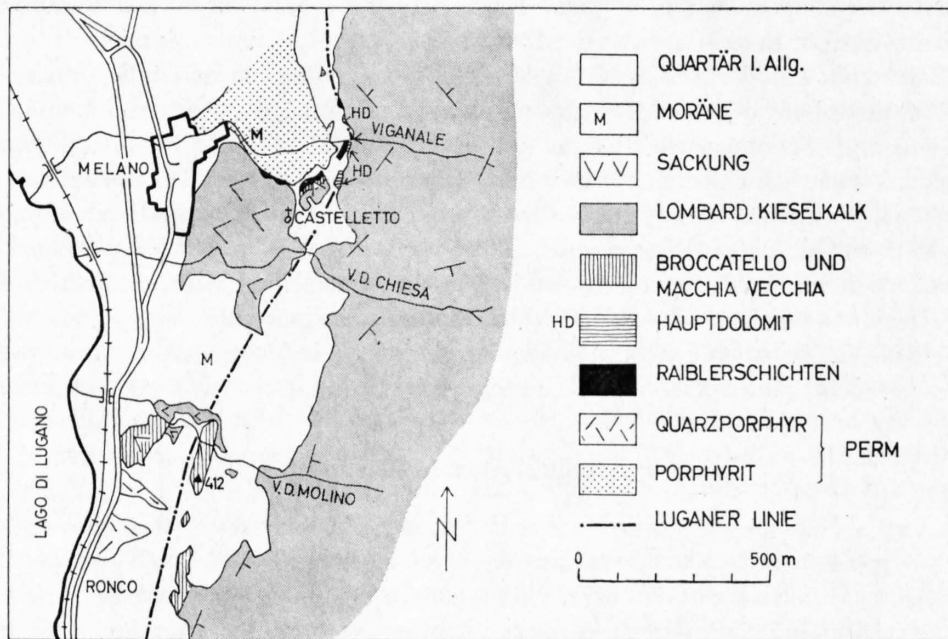 M
HD
VIGANALE
MELANO
HD
CASTELLETTO
V.D. CHIESA
M
LAGO DI LUGANO
412
V.D. MOLINO
N
RONCO
QUARTÄR I. Allg.
M MORÄNE
SACKUNG
LOMBARD. KIESELKALK
BROCCATELLO UND
MACCHIA VECCHIA
HD HAUPTDOLOMIT
RAIBLERSCHICHTEN
QUARZPORPHYR
PERM
PORPHYRIT
LUGANER LINIE
0 500 m